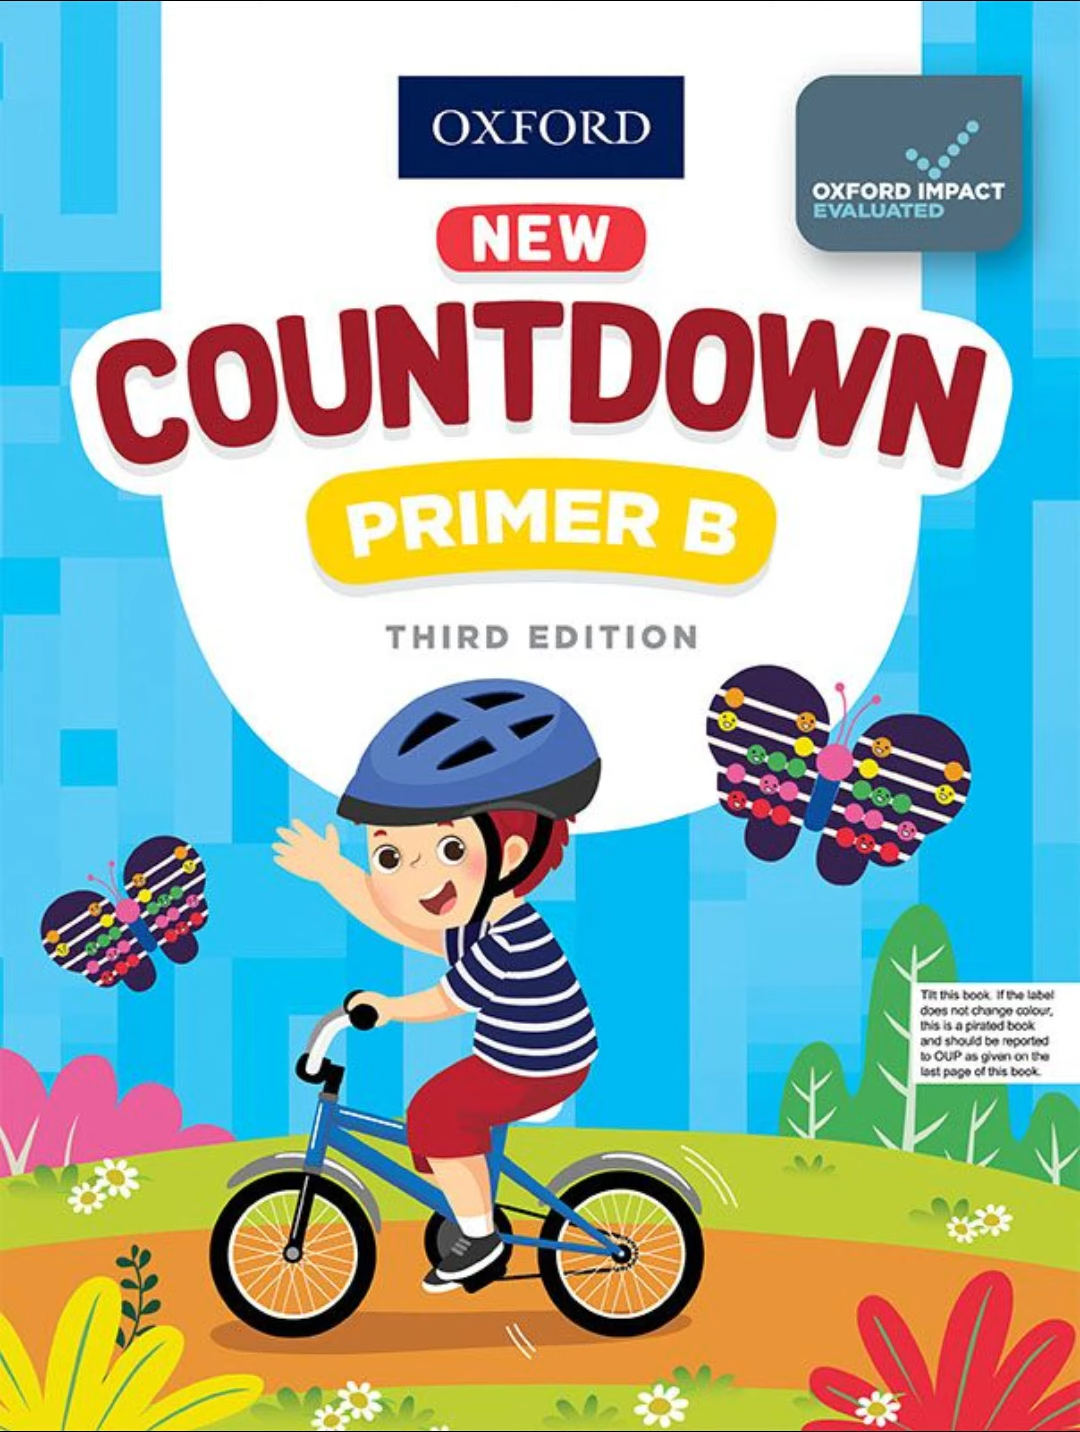 OXFORD
OXFORD IMPACT
EVALUATED
NEW
COUNTDOWN
PRIMER B
THIRD EDITION
Tilt this book. If the label
does not change colour,
this is a pirated book
and should be reported
to OUP as given on the
last page of this book.